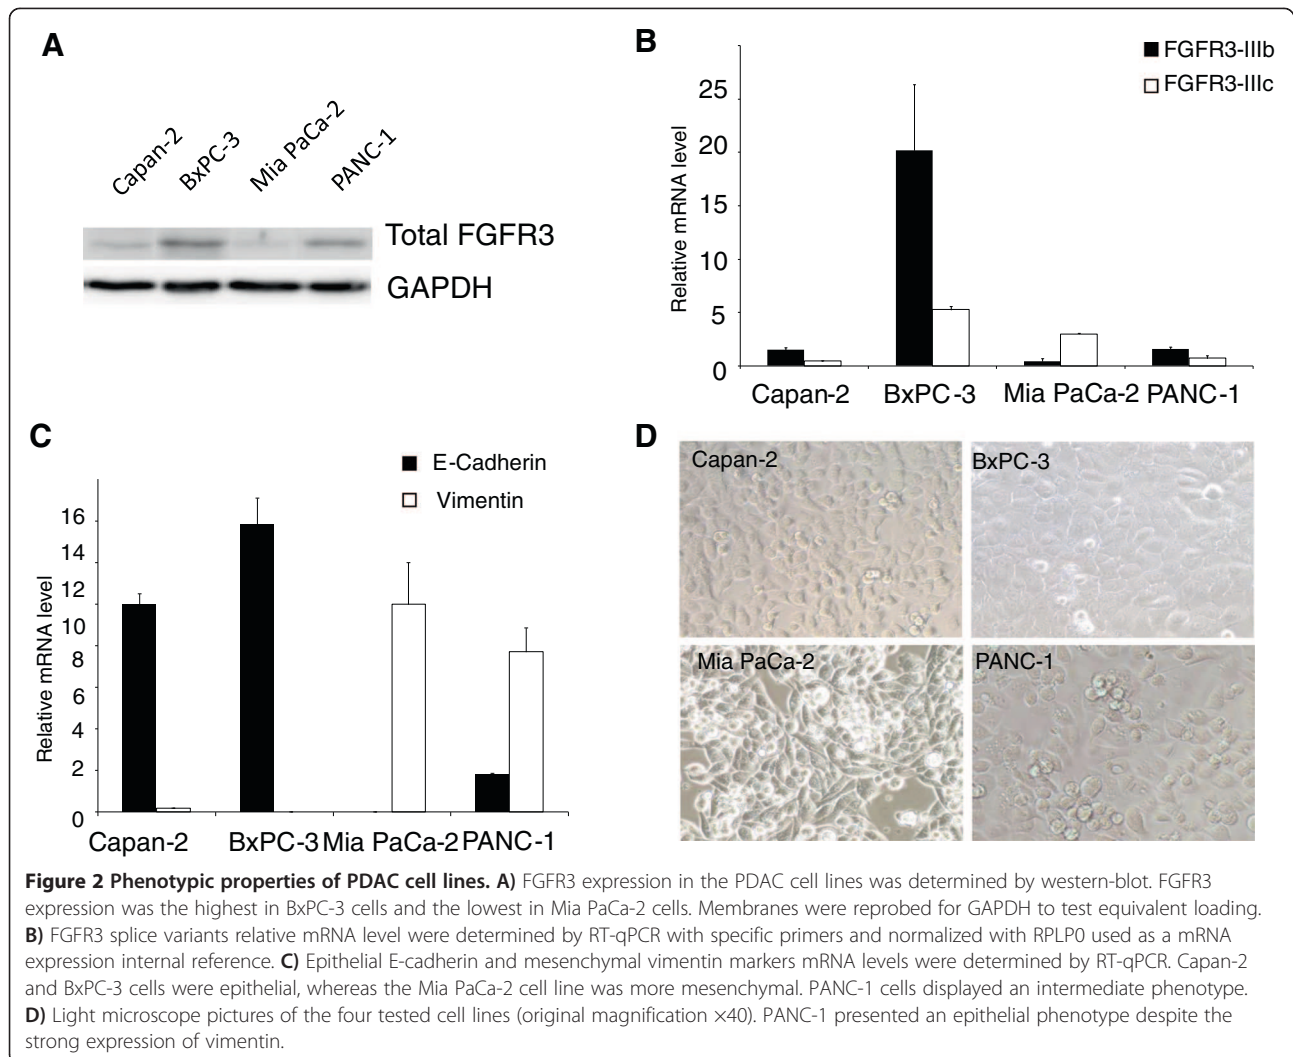 A
Capan-2
BxPC-3
Mia PaCa-2
PANC-1
Total FGFR3
GAPDH
B
FGFR3-IIIb
FGFR3-IIIc
Relative mRNA level
25
20
15
10
5
0
Capan-2 BxPC-3 Mia PaCa-2 PANC-1
C
E-Cadherin
Vimentin
Relative mRNA level
16
14
12
10
8
6
4
2
0
Capan-2 BxPC-3 Mia PaCa-2 PANC-1
D
Capan-2
BxPC-3
Mia PaCa-2
PANC-1
Figure 2 Phenotypic properties of PDAC cell lines. A) FGFR3 expression in the PDAC cell lines was determined by western-blot. FGFR3
expression was the highest in BxPC-3 cells and the lowest in Mia PaCa-2 cells. Membranes were reprobed for GAPDH to test equivalent loading.
B) FGFR3 splice variants relative mRNA level were determined by RT-qPCR with specific primers and normalized with RPLP0 used as a mRNA
expression internal reference. C) Epithelial E-cadherin and mesenchymal vimentin markers mRNA levels were determined by RT-qPCR. Capan-2
and BxPC-3 cells were epithelial, whereas the Mia PaCa-2 cell line was more mesenchymal. PANC-1 cells displayed an intermediate phenotype.
D) Light microscope pictures of the four tested cell lines (original magnification ×40). PANC-1 presented an epithelial phenotype despite the
strong expression of vimentin.